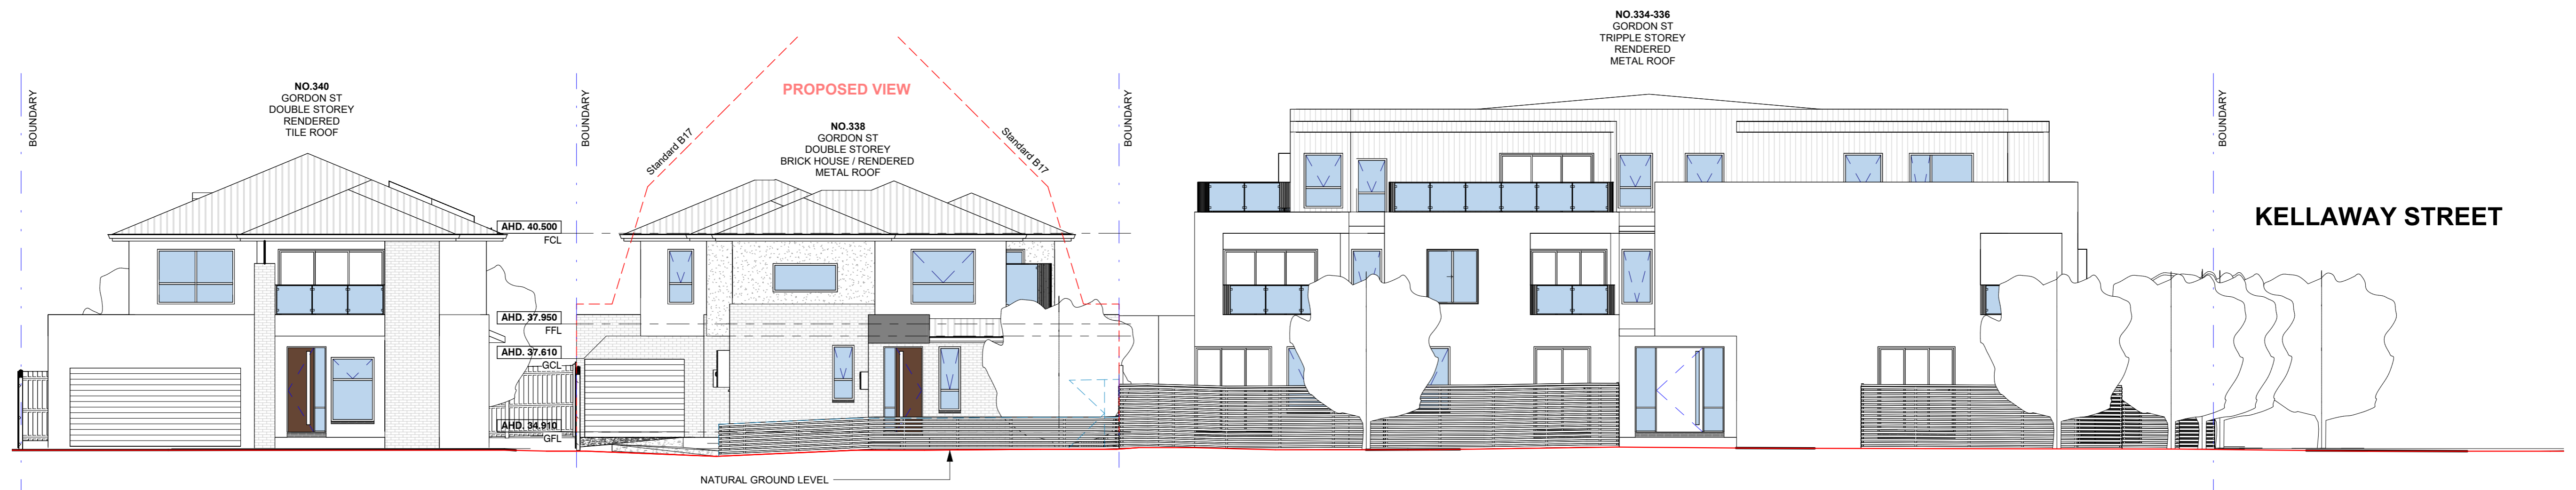 BOUNDARY
NO.340
GORDON ST
DOUBLE STOREY
RENDERED
TILE ROOF
AHD. 40.500
FCL
AHD. 37.950
FFL
AHD. 37.610
GCL
AHD. 34.910
GFL
BOUNDARY
Standard B17
PROPOSED VIEW
NO.338
GORDON ST
DOUBLE STOREY
BRICK HOUSE / RENDERED
METAL ROOF
Standard B17
NATURAL GROUND LEVEL
BOUNDARY
NO.334-336
GORDON ST
TRIPPLE STOREY
RENDERED
METAL ROOF
BOUNDARY
KELLAWAY STREET